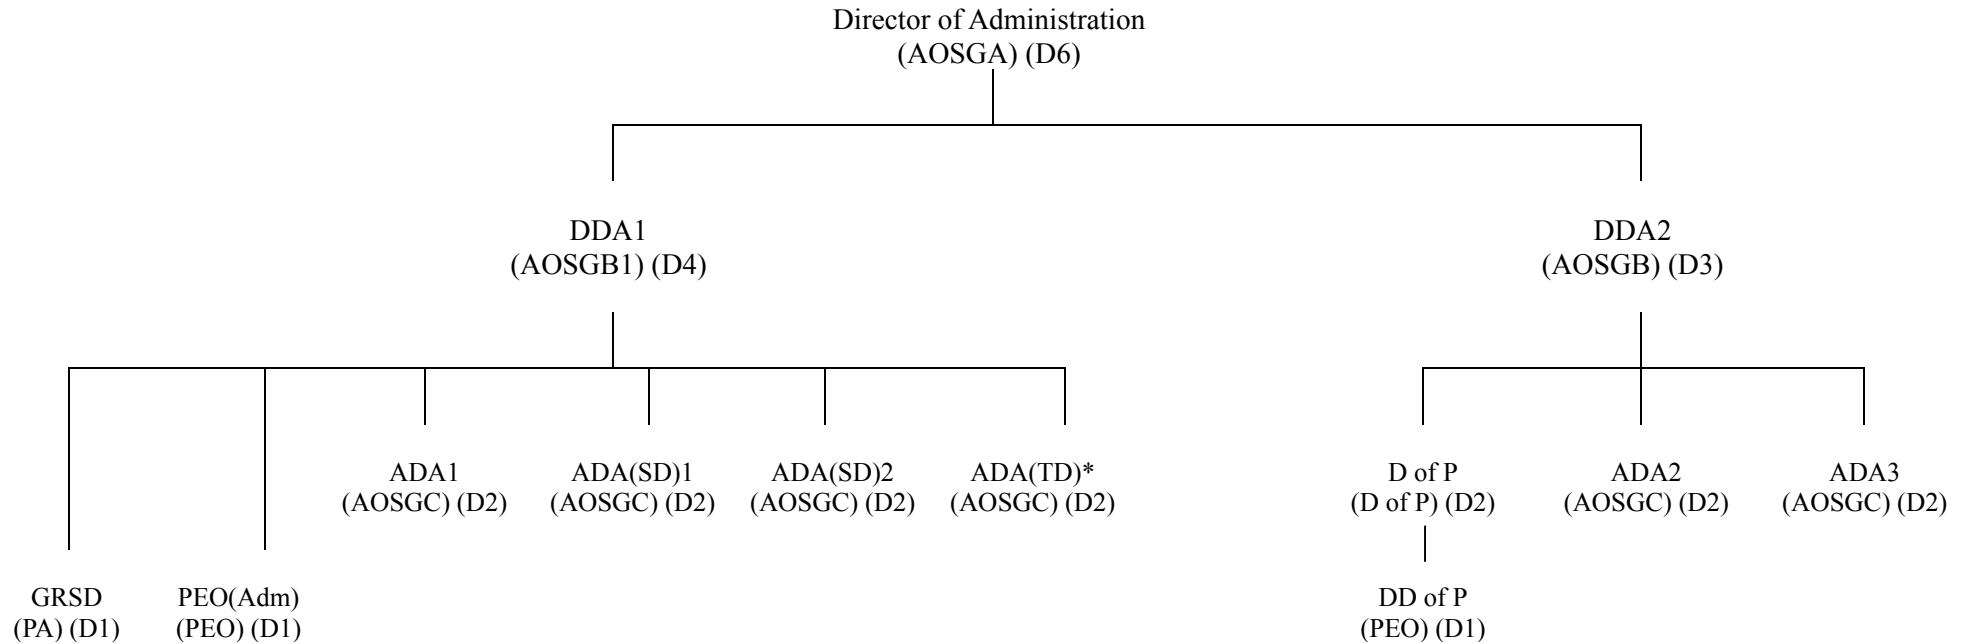 Director of Administration
(AOSGA) (D6)
DDA1
(AOSGB1) (D4)
DDA2
(AOSGB) (D3)
ADA1
(AOSGC) (D2)
ADA(SD)1
(AOSGC) (D2)
ADA(SD)2
(AOSGC) (D2)
ADA(TD)*
(AOSGC) (D2)
D of P
(D of P) (D2)
ADA2
(AOSGC) (D2)
ADA3
(AOSGC) (D2)
GRSD
(PA) (D1)
PEO(Adm)
(PEO) (D1)
DD of P
(PEO) (D1)